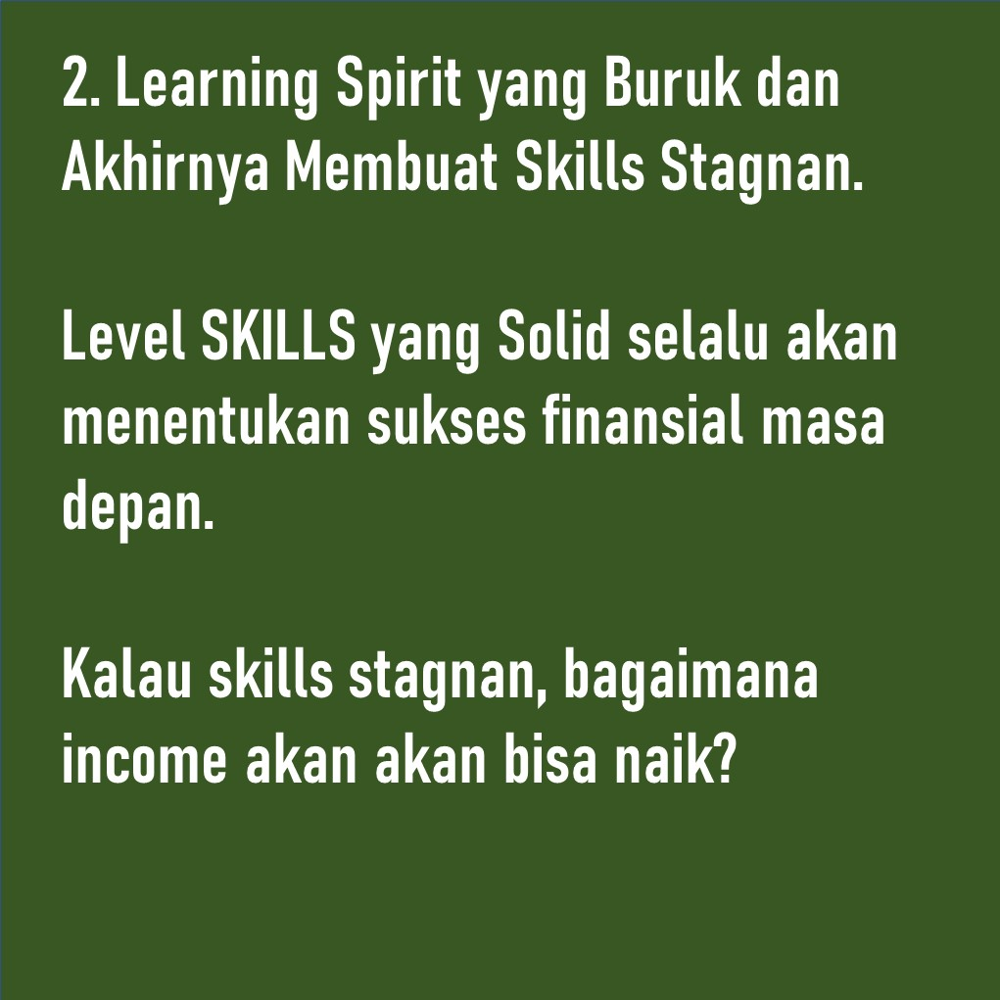 2. Learning Spirit yang Buruk dan
Akhirnya Membuat Skills Stagnan.
Level SKILLS yang Solid selalu akan
menentukan sukses finansial masa
depan.
Kalau skills stagnan, bagaimana
income akan akan bisa naik?